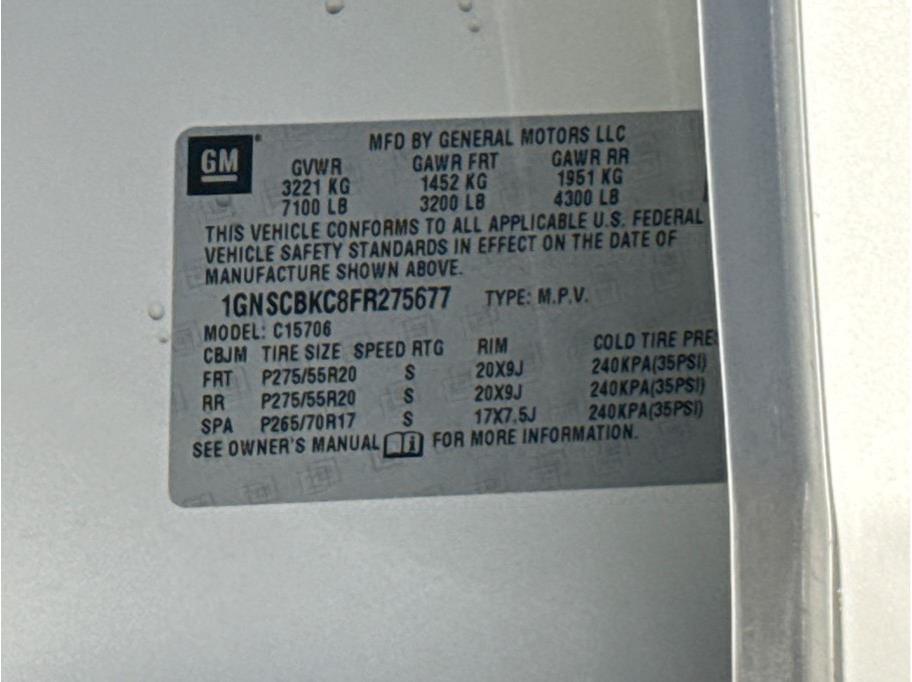 GM
MFD BY GENERAL MOTORS LLC
GVWR GAWR FRT GAWR RR
3221 KG 1452 KG 1951 KG
7100 LB 3200 LB 4300 LB
THIS VEHICLE CONFORMS TO ALL APPLICABLE U.S. FEDERAL
VEHICLE SAFETY STANDARDS IN EFFECT ON THE DATE OF
MANUFACTURE SHOWN ABOVE.
1GNSCBKC8FR275677 TYPE: M.P.V.
MODEL: C15706
CBJM TIRE SIZE SPEED RTG RIM COLD TIRE PRE
FRT P275/55R20 S 20X9J 240KPA(35PSI)
RR P275/55R20 S 20X9J 240KPA(35PSI)
SPA P265/70R17 S 17X7.5J 240KPA(35PSI)
SEE OWNER'S MANUAL i FOR MORE INFORMATION.